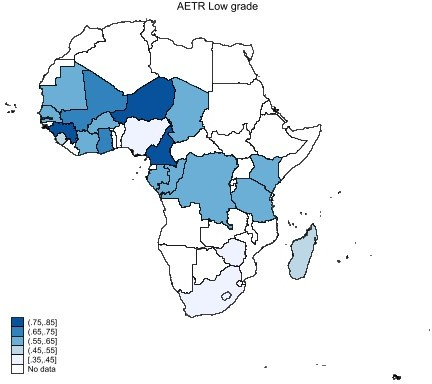 AETR Low grade
(.75,.85]
(.65,.75]
(.55,.65]
(.45,.55]
[.35,.45]
No data